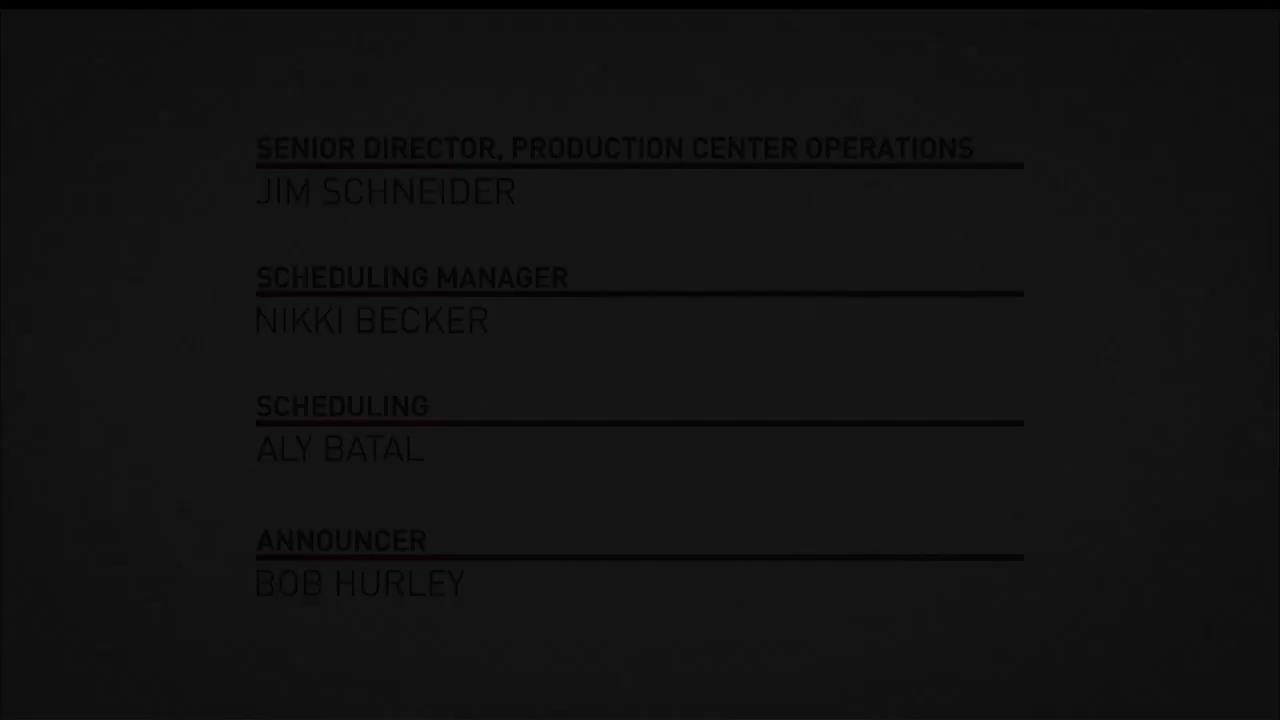 SENIOR DIRECTOR, PRODUCTION CENTER OPERATIONS
JIM SCHNEIDER
SCHEDULING MANAGER
NIKKI BECKER
SCHEDULING
ALY BATAL
ANNOUNCER
BOB HURLEY